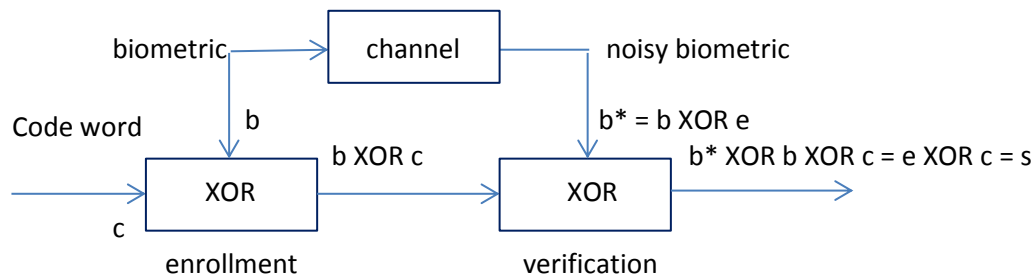 biometric
channel
noisy biometric
b
b* = b XOR e
Code word
b XOR c
b* XOR b XOR c = e XOR c = s
XOR
XOR
c
enrollment
verification